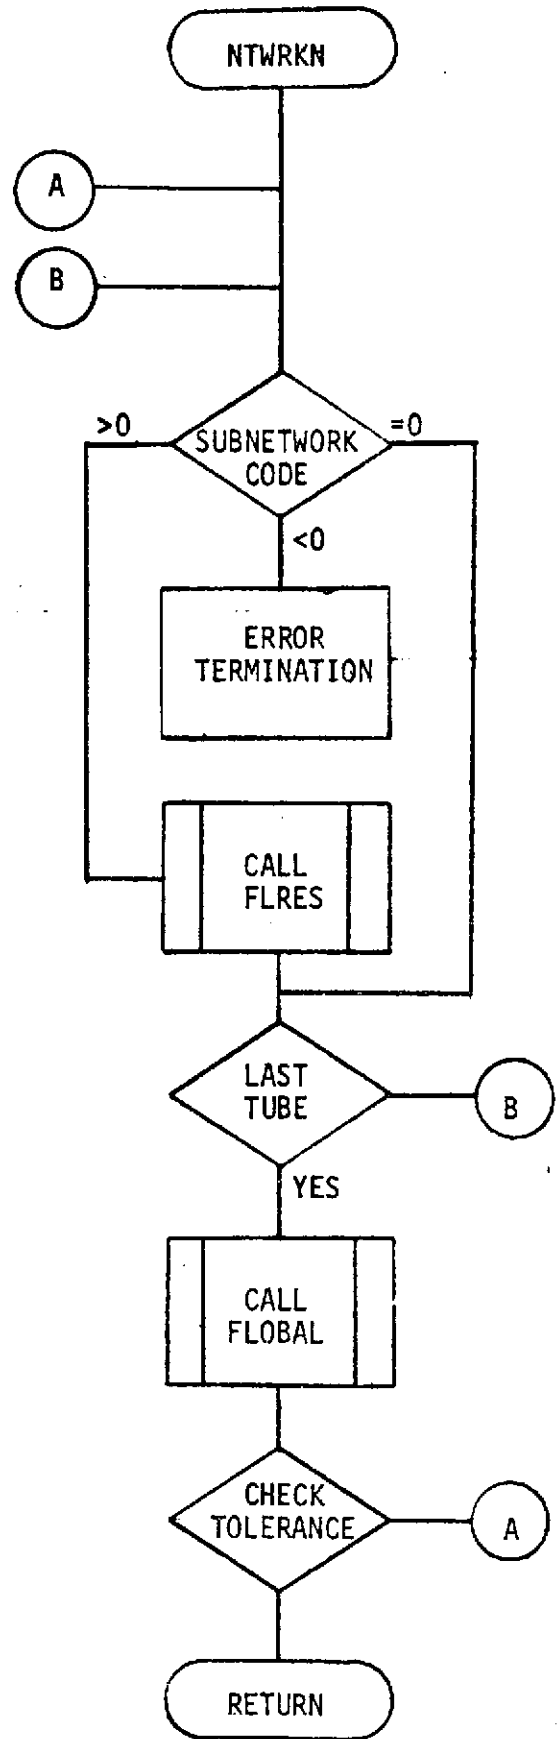 NTWRKN
A
B
>0
=0
SUBNETWORK
CODE
<0
ERROR
TERMINATION
CALL
FLRES
LAST
TUBE
B
YES
CALL
FLOBAL
CHECK
TOLERANCE
A
RETURN